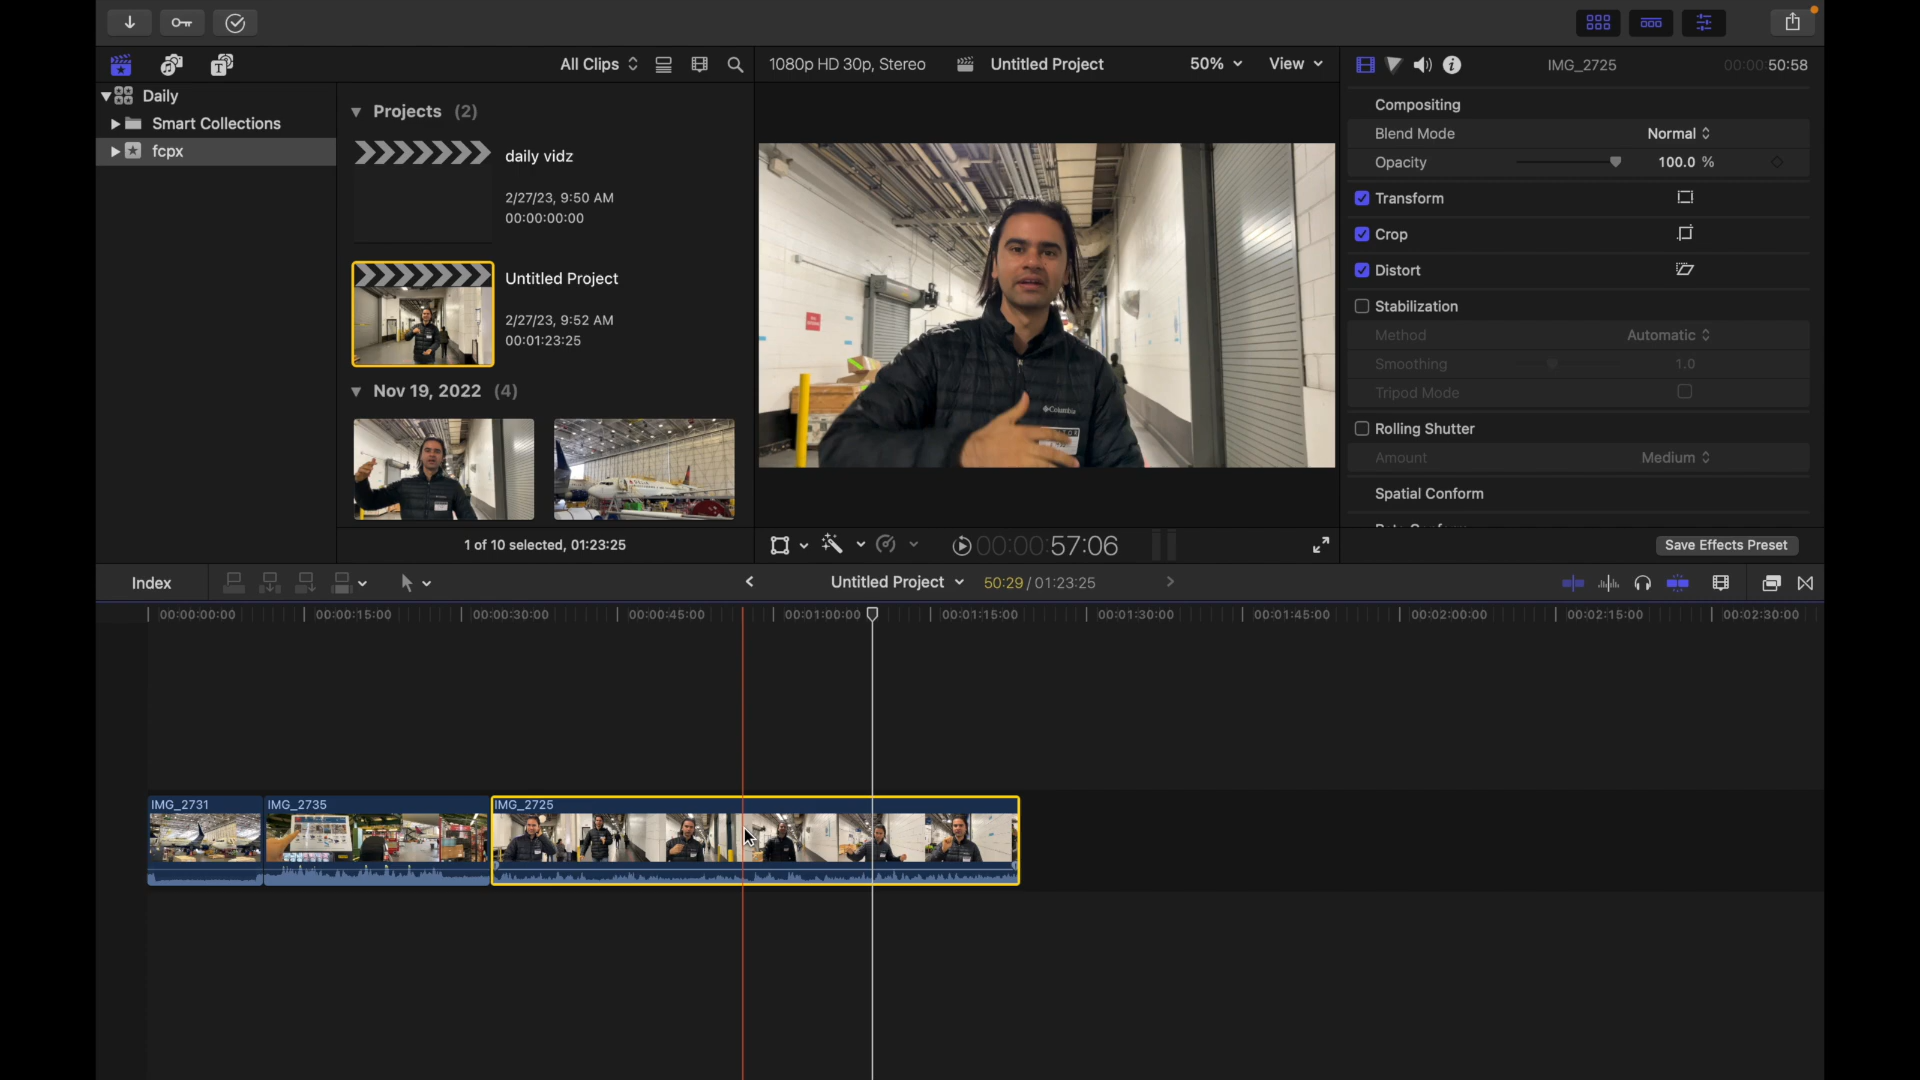 All Clips
1080p HD 30p, Stereo
Untitled Project
50%
View
IMG_2725
00:00:50:58
Daily
Smart Collections
fcpx
Projects (2)
daily vidz
2/27/23, 9:50 AM
00:00:00:00
Untitled Project
2/27/23, 9:52 AM
00:01:23:25
Nov 19, 2022 (4)
1 of 10 selected, 01:23:25
Columbia
00:00:57:06
Compositing
Blend Mode
Normal
Opacity
100.0 %
Transform
Crop
Distort
Stabilization
Method
Automatic
Smoothing
1.0
Tripod Mode
Rolling Shutter
Amount
Medium
Spatial Conform
Save Effects Preset
Index
Untitled Project
50:29 / 01:23:25
00:00:00:00
00:00:15:00
00:00:30:00
00:00:45:00
00:01:00:00
00:01:15:00
00:01:30:00
00:01:45:00
00:02:00:00
00:02:15:00
00:02:30:00
IMG_2731
IMG_2735
IMG_2725